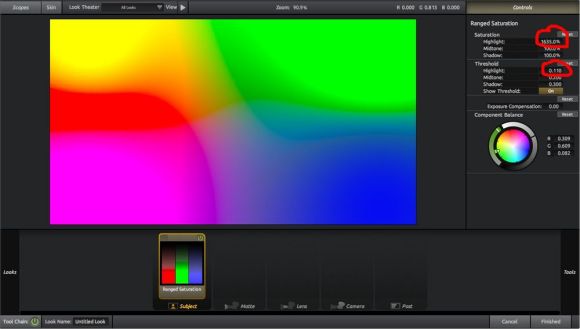 Scopes Skin Look Theater All Looks View Zoom: 90.9% R 0.000 G 0.813 B 0.000 Controls
Ranged Saturation
Saturation Reset
Highlight: 1635.0%
Midtone: 100.0%
Shadow: 100.0%
Threshold Reset
Highlight: 0.110
Midtone: 0.200
Shadow: 0.300
Show Threshold: On
Reset
Exposure Compensation: 0.00
Component Balance Reset
R 0.309
G 0.609
B 0.082
Looks Tools
Ranged Saturation
Subject Matte Lens Camera Post
Tool Chain: Look Name: Untitled Look Cancel Finished